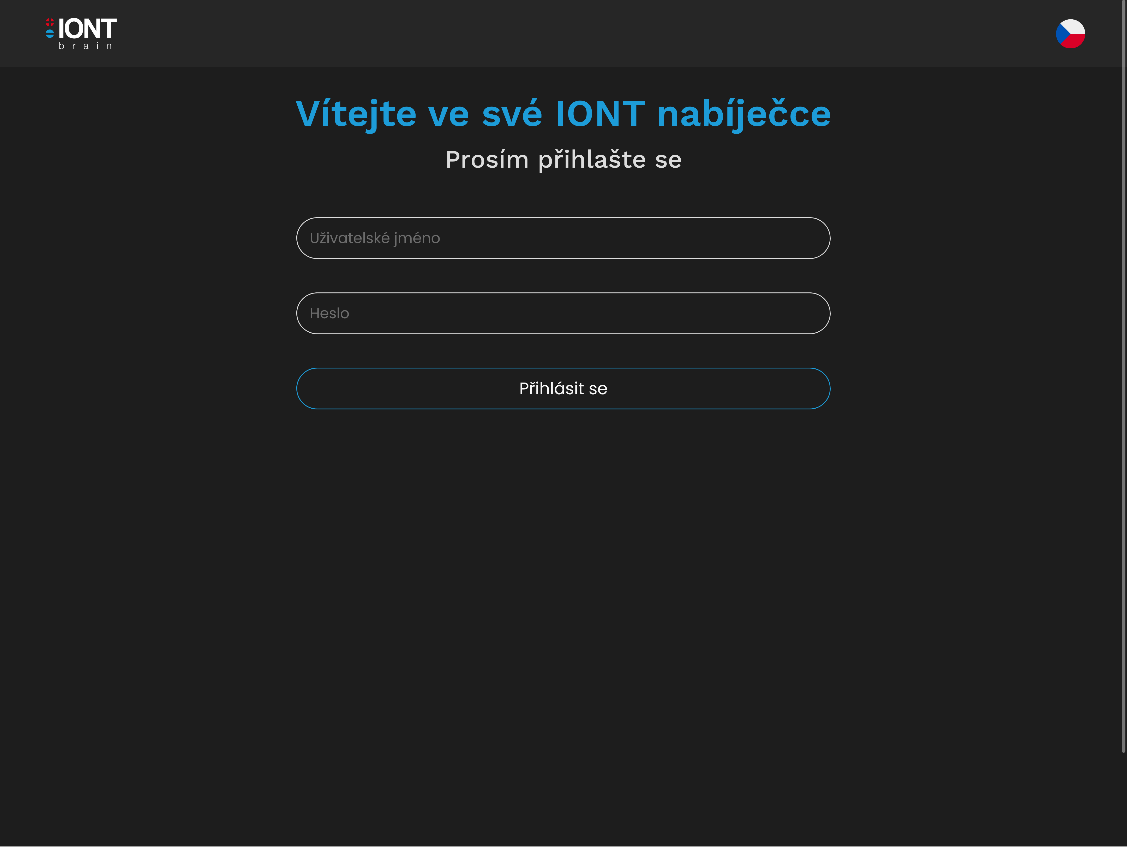 IONT
brain
Vítejte ve své IONT nabíječce
Prosím přihlašte se
Uživatelské jméno
Heslo
Přihlásit se